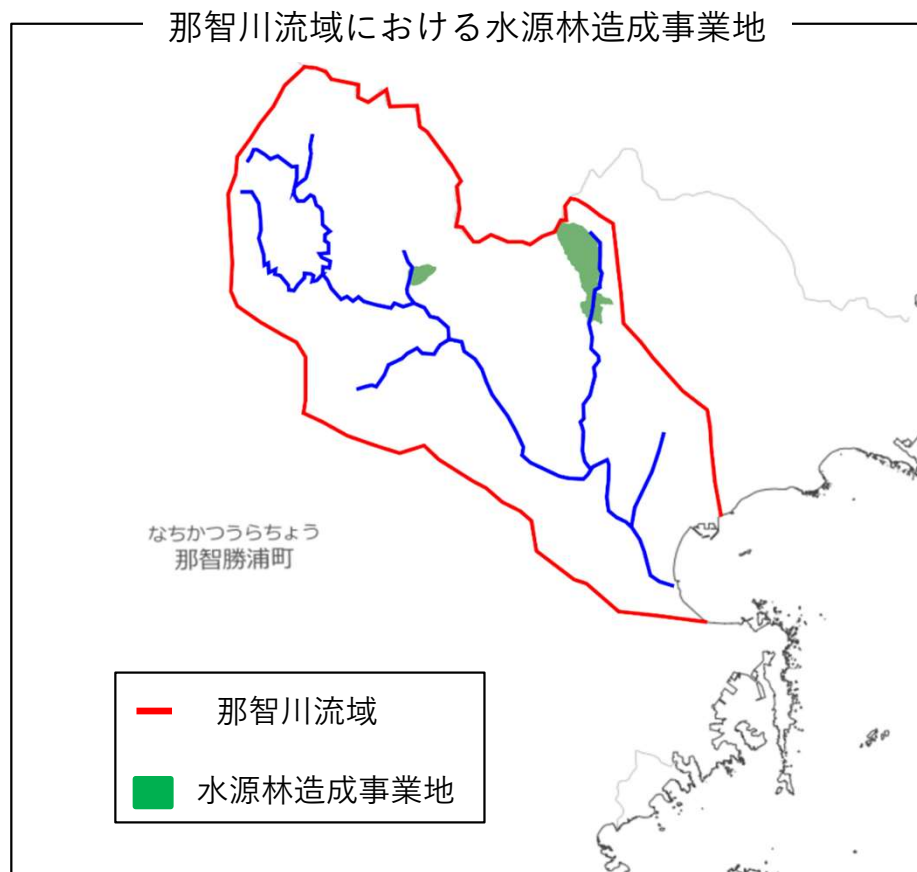 那智川流域における水源林造成事業地
なちかつうらちょう
那智勝浦町
那智川流域
水源林造成事業地